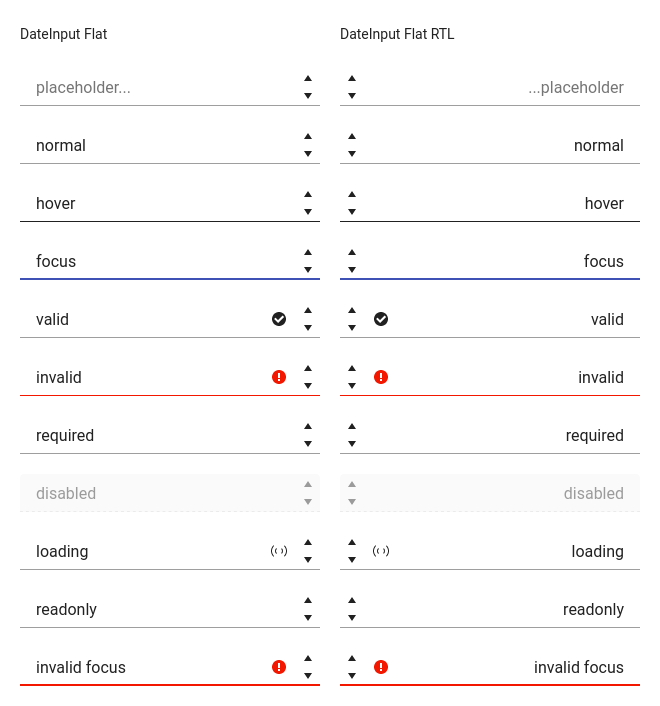 DateInput Flat
DateInput Flat RTL
placeholder...
...placeholder
normal
normal
hover
hover
focus
focus
valid
valid
invalid
invalid
required
required
disabled
disabled
loading
loading
readonly
readonly
invalid focus
invalid focus